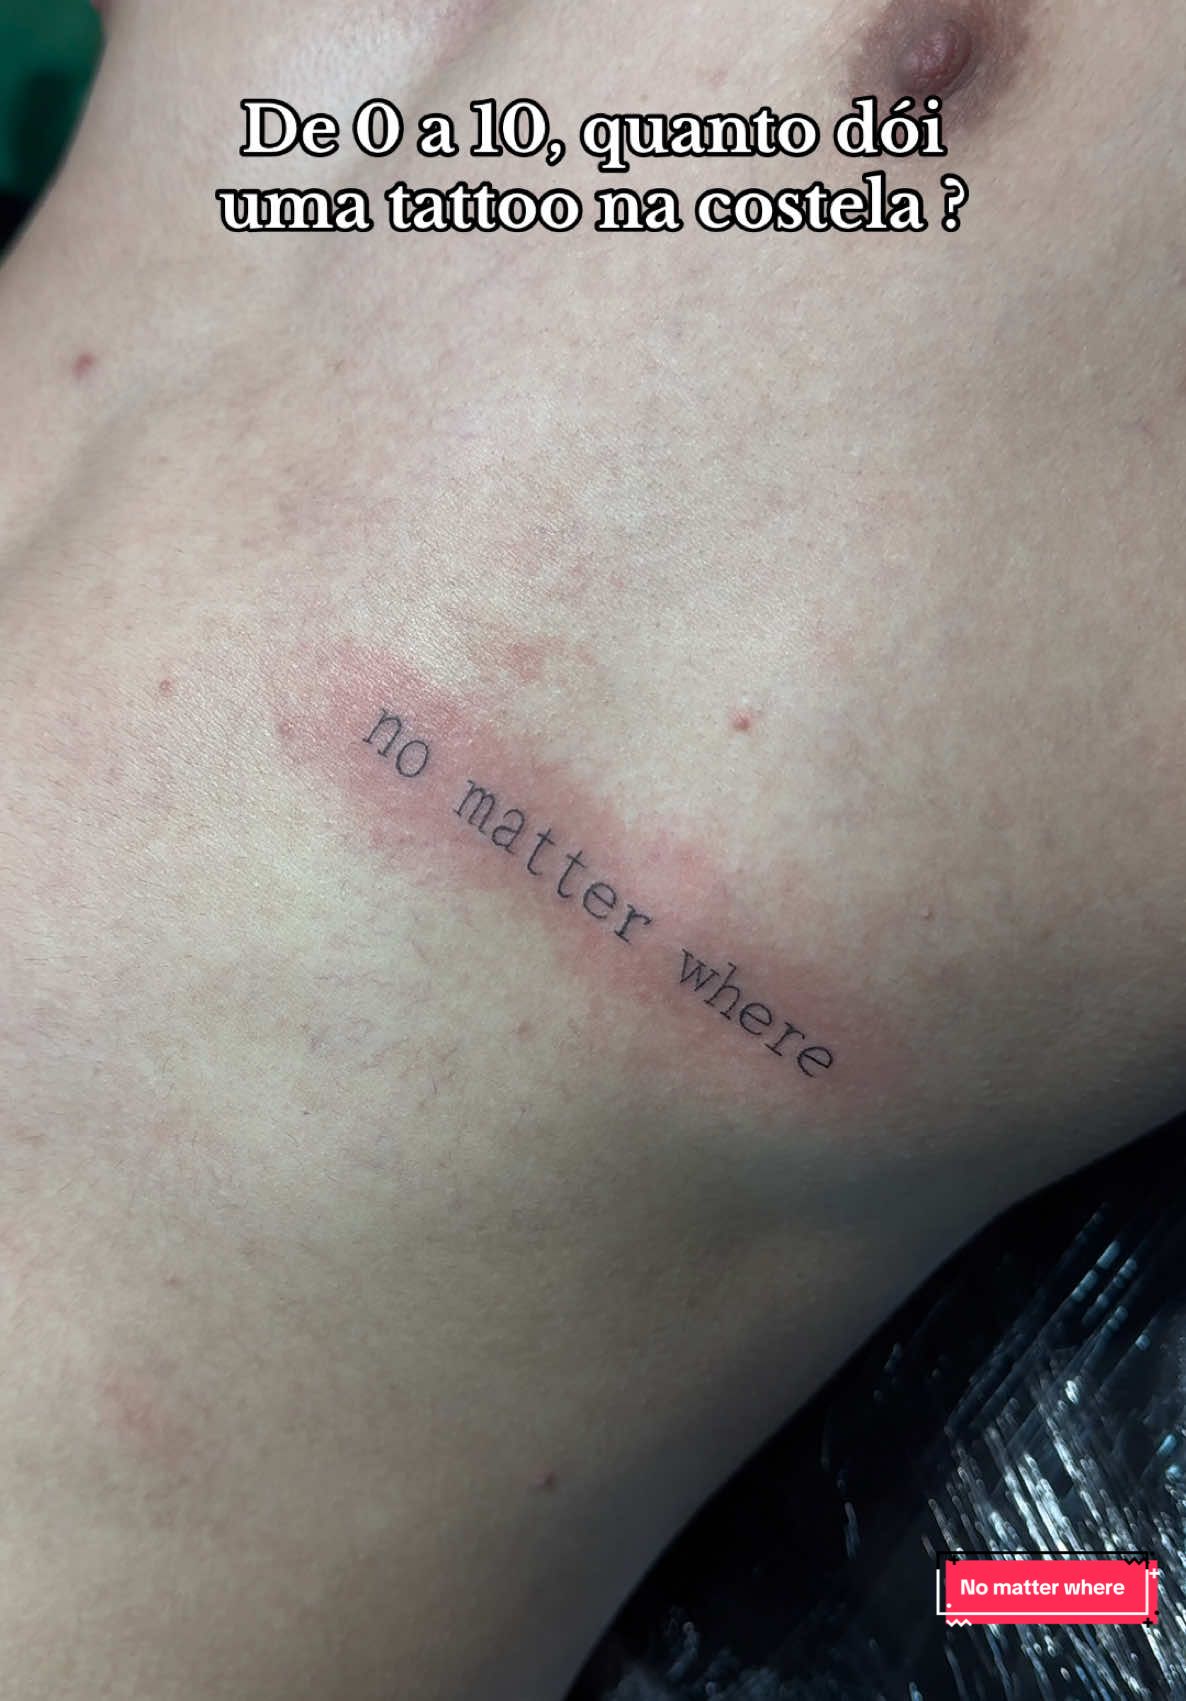 De 0 a 10, quanto dói
uma tattoo na costela ?
no matter where
No matter where